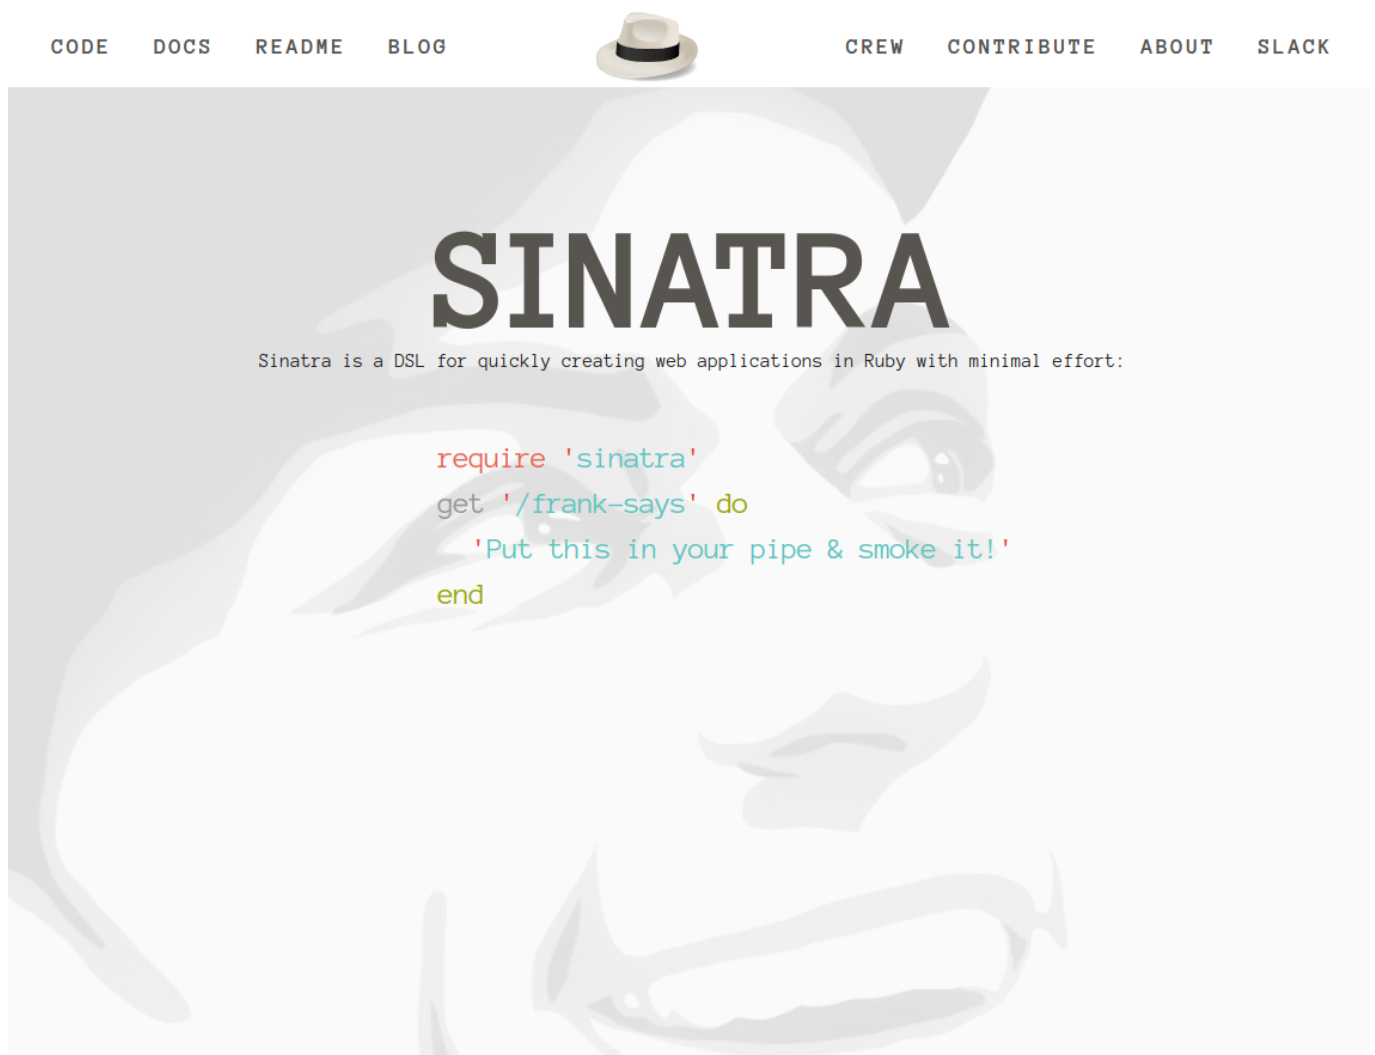 CODE DOCS README BLOG CREW CONTRIBUTE ABOUT SLACK
SINATRA
Sinatra is a DSL for quickly creating web applications in Ruby with minimal effort:
require 'sinatra'
get '/frank-says' do
  'Put this in your pipe & smoke it!'
end